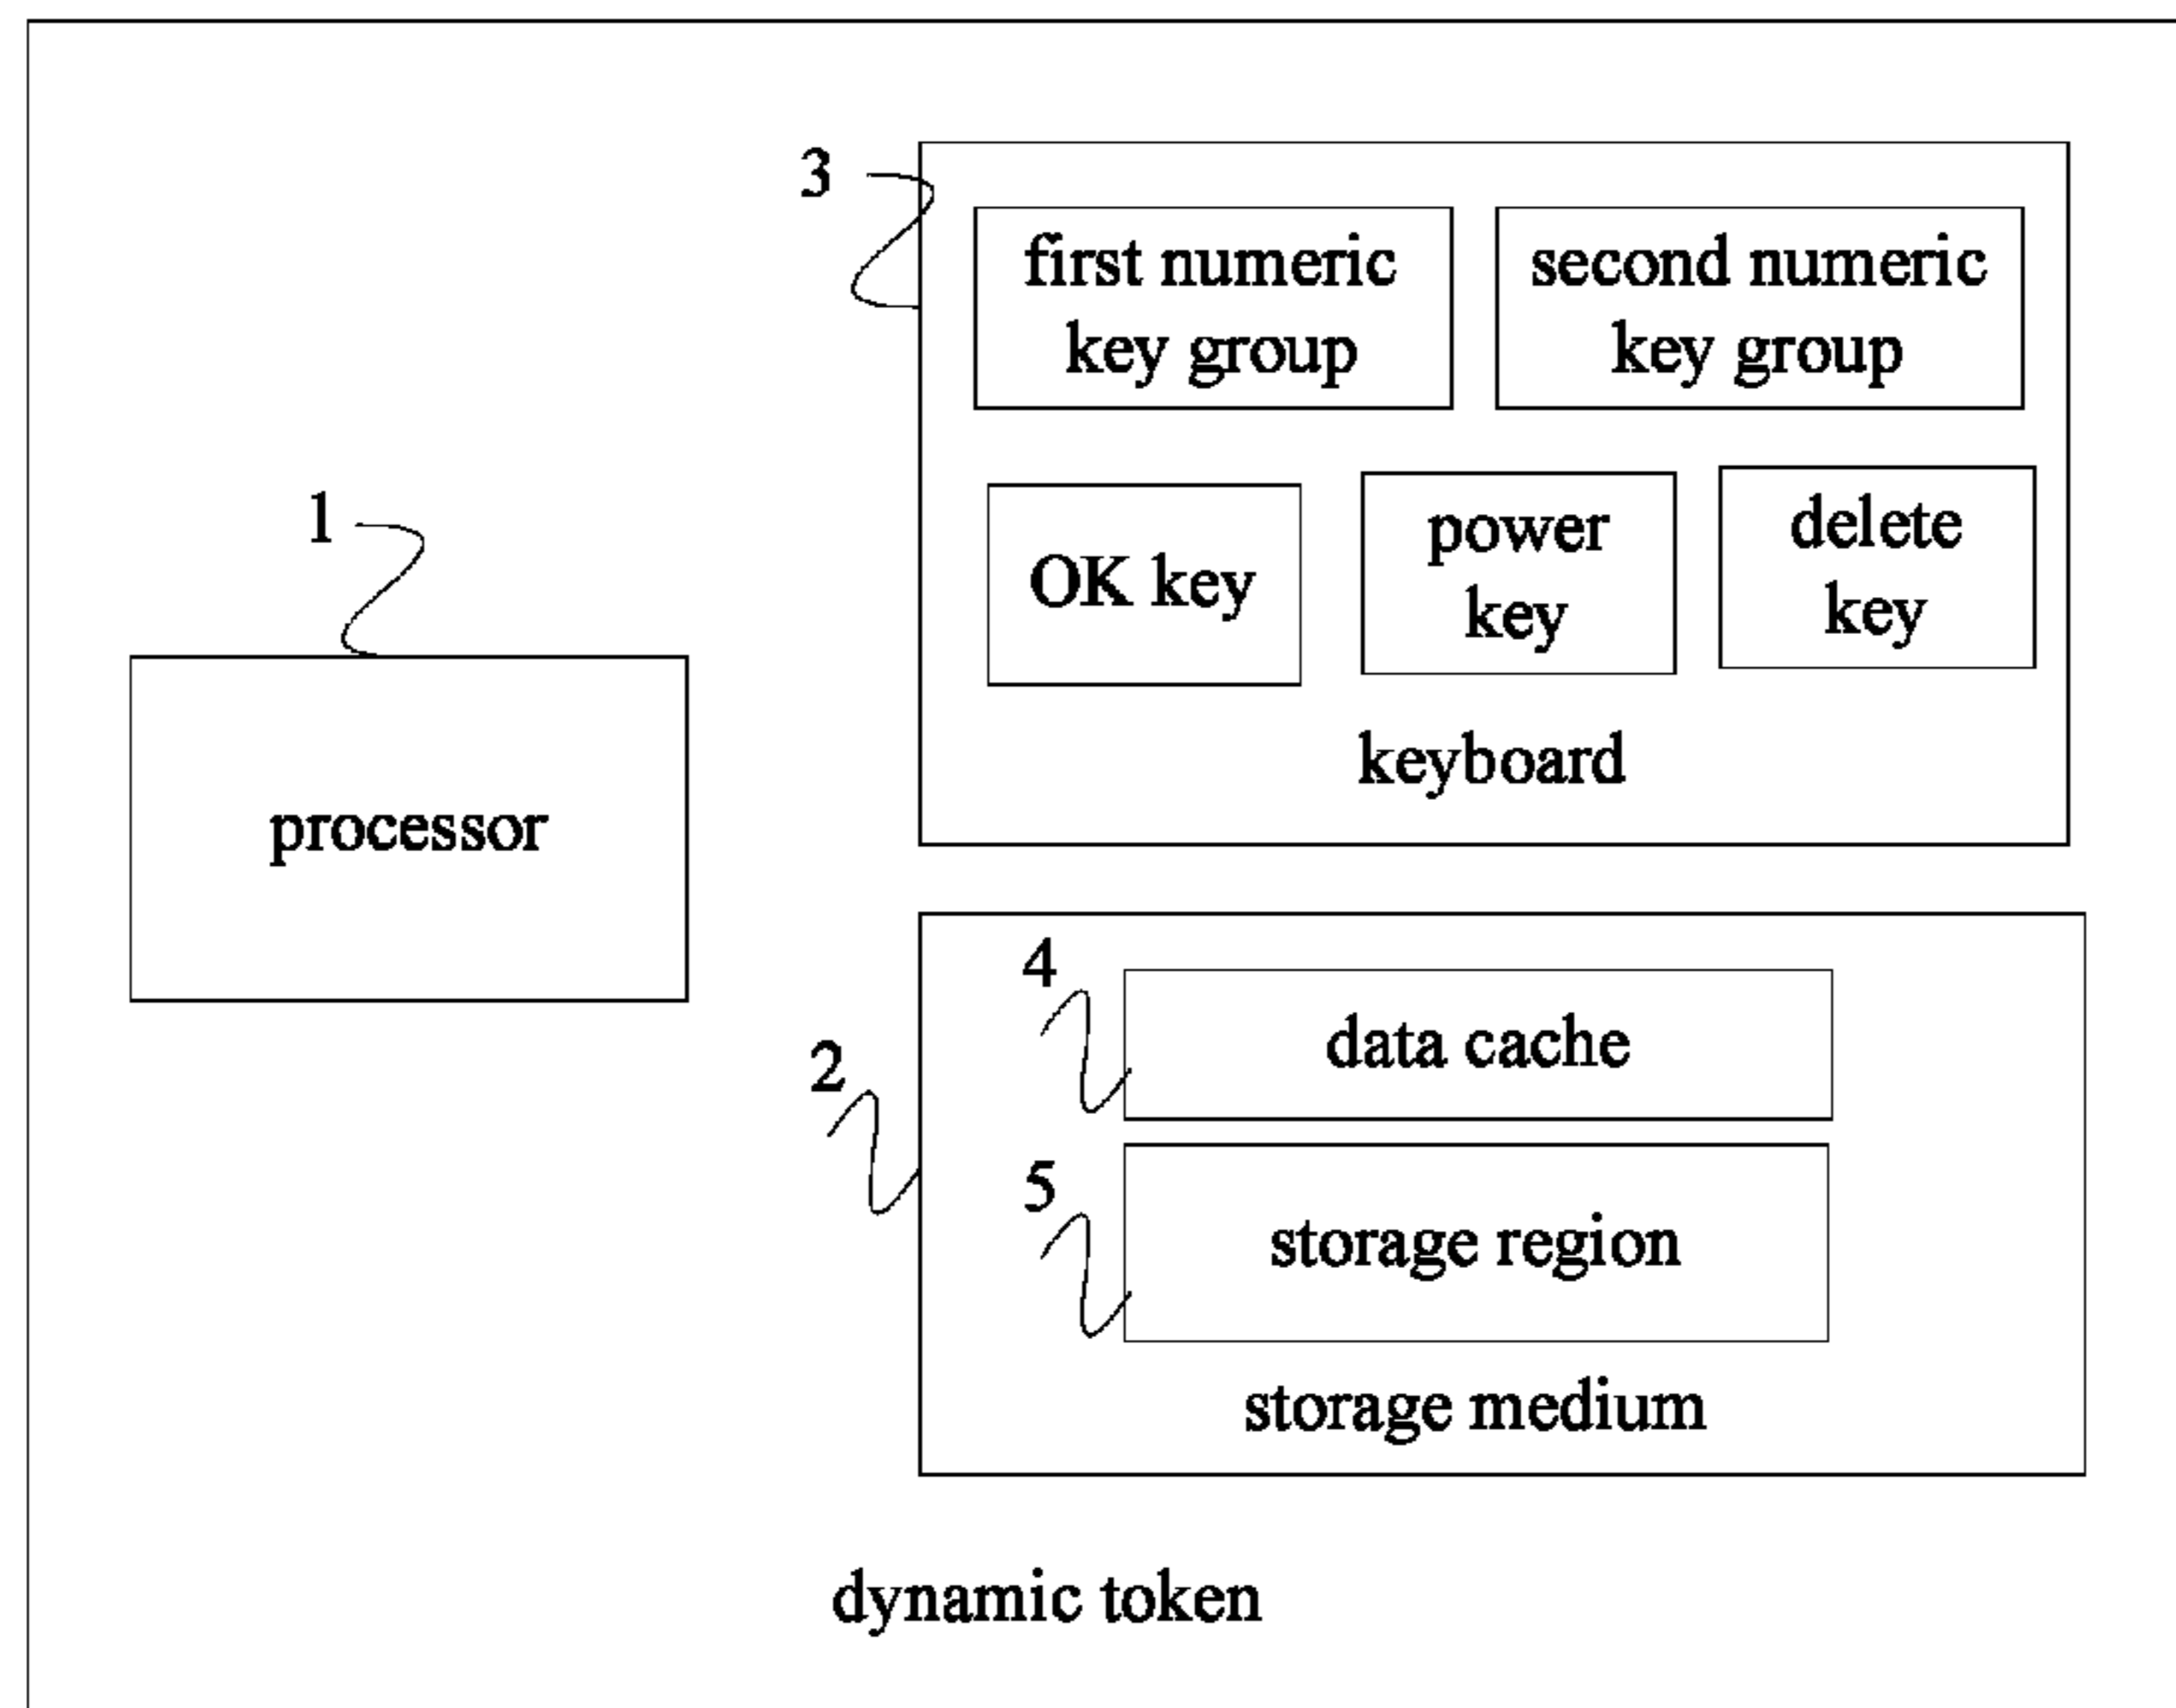 3
first numeric
key group
second numeric
key group
1
OK key
power
key
delete
key
keyboard
processor
4
data cache
2
5
storage region
storage medium
dynamic token